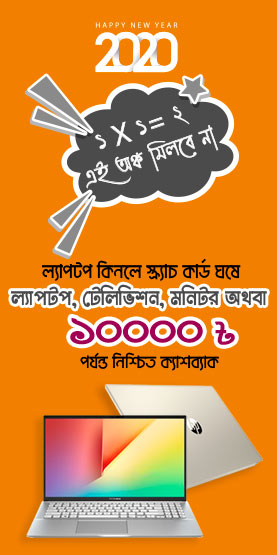 HAPPY NEW YEAR
2020
১ X ১= ২
এই অঙ্ক মিলবে না
ল্যাপটপ কিনলে স্ক্র্যাচ কার্ড ঘষে
ল্যাপটপ, টেলিভিশন, মনিটর অথবা
১০০০০ ৳
পর্যন্ত নিশ্চিত ক্যাশব্যাক
hp